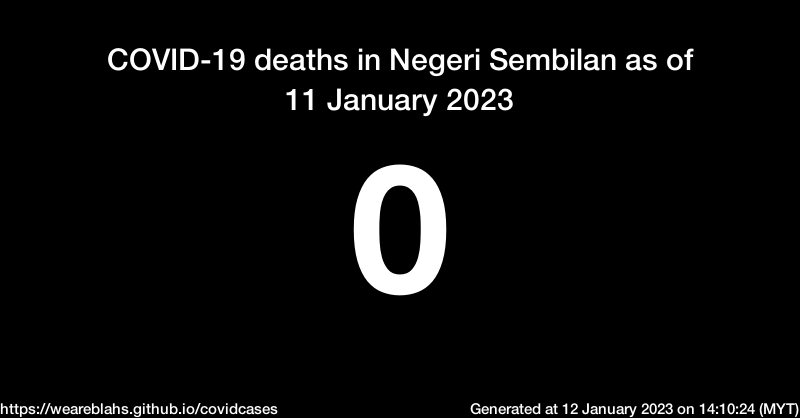 COVID-19 deaths in Negeri Sembilan as of
11 January 2023
0
https://weareblahs.github.io/covidcases
Generated at 12 January 2023 on 14:10:24 (MYT)